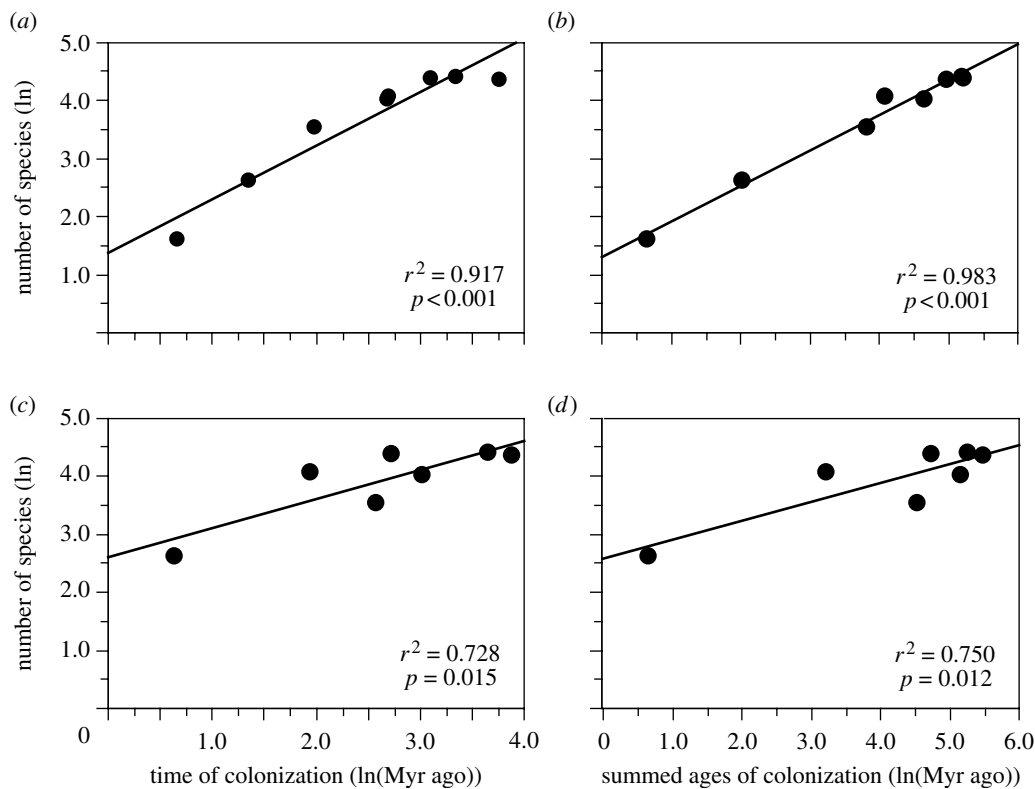 (a)
(b)
5.0
4.0
3.0
2.0
1.0
number of species (ln)
r² = 0.917
p < 0.001
r² = 0.983
p < 0.001
(c)
(d)
5.0
4.0
3.0
2.0
1.0
0
number of species (ln)
r² = 0.728
p = 0.015
r² = 0.750
p = 0.012
1.0 2.0 3.0 4.0
0 1.0 2.0 3.0 4.0 5.0 6.0
time of colonization (ln(Myr ago))
summed ages of colonization (ln(Myr ago))